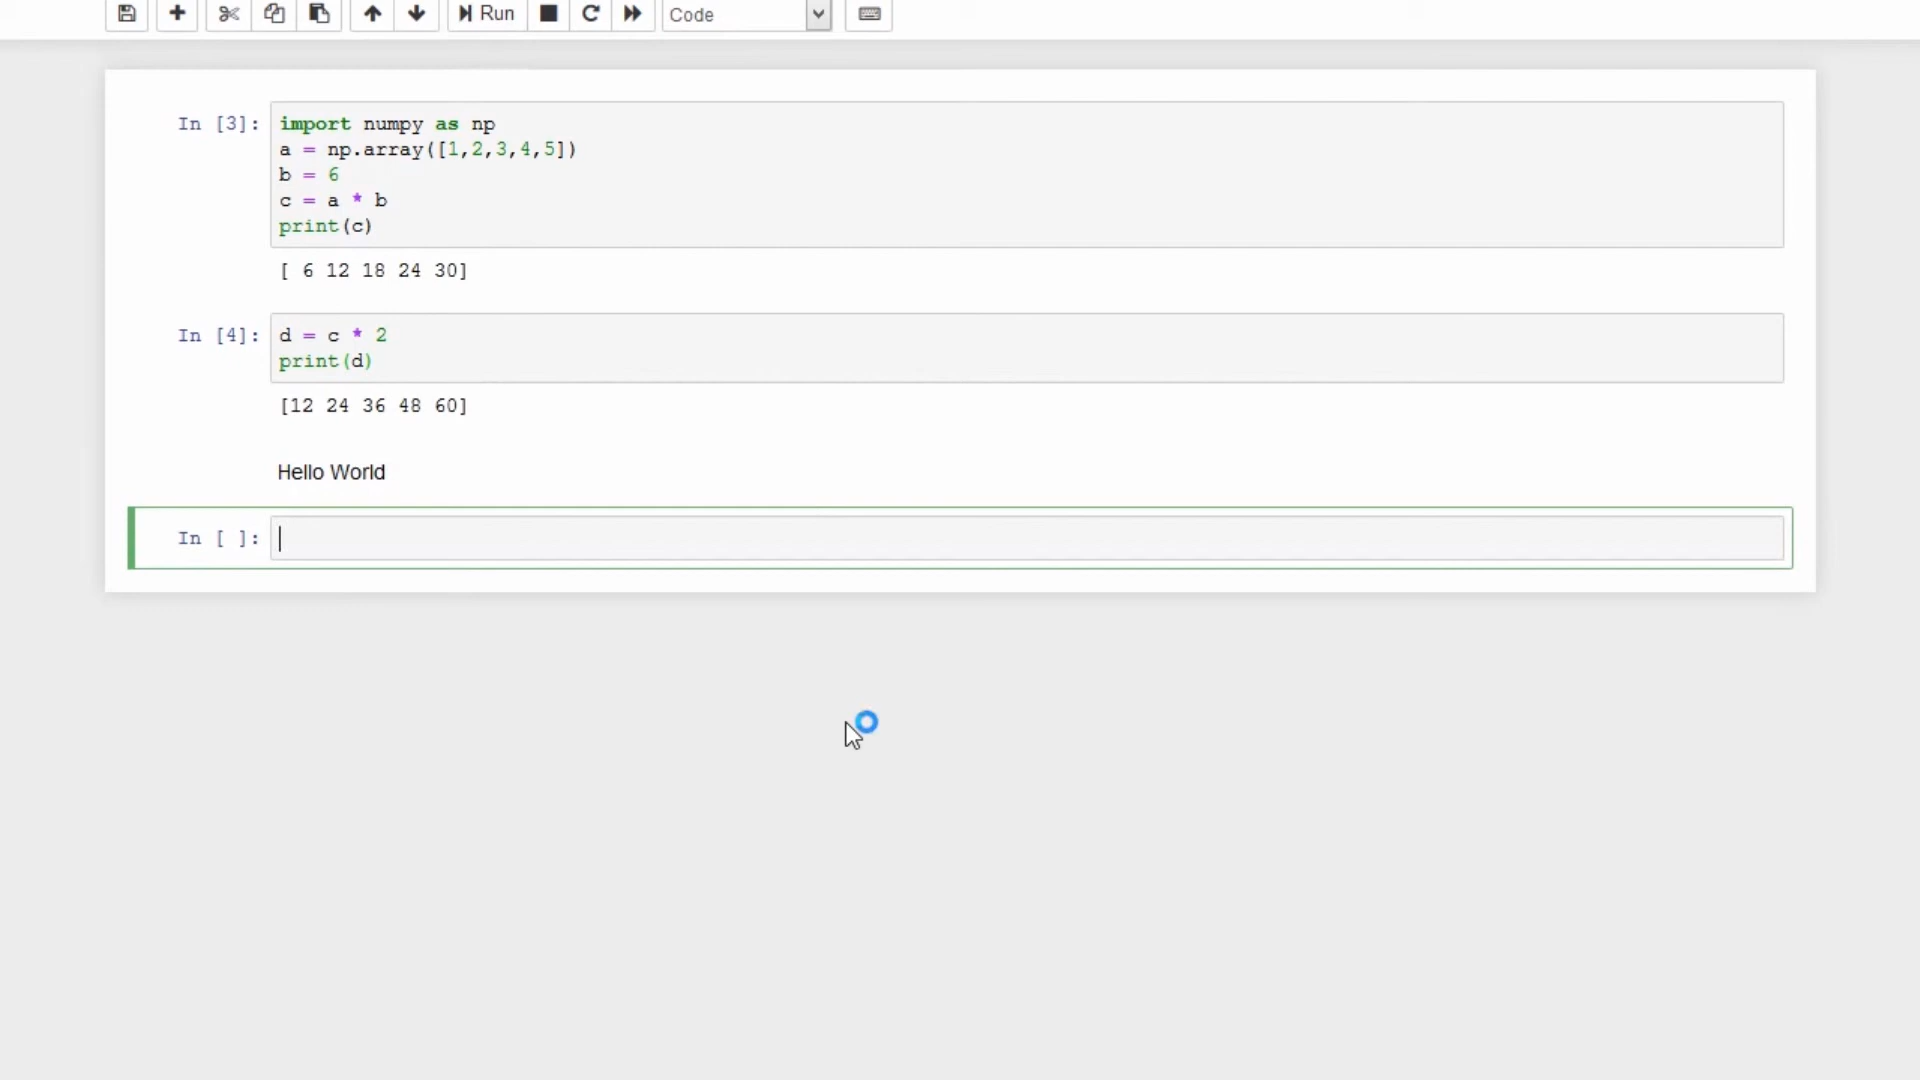 Run
Code
In [3]:
import numpy as np
a = np.array([1,2,3,4,5])
b = 6
c = a * b
print(c)
[ 6 12 18 24 30]
In [4]:
d = c * 2
print(d)
[12 24 36 48 60]
Hello World
In [ ]: